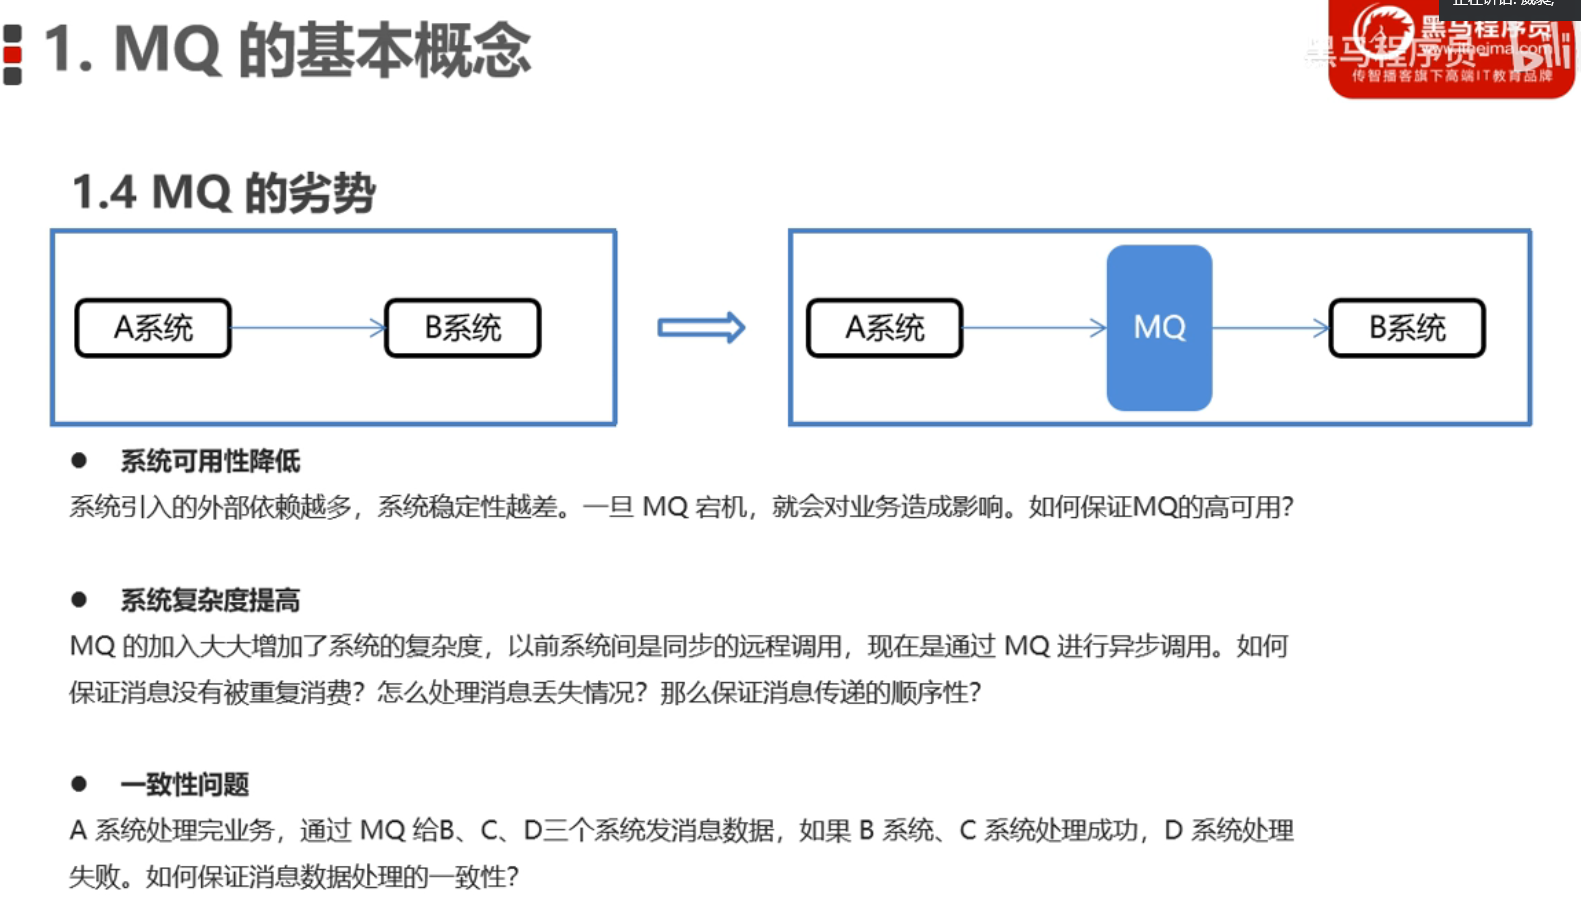 1. MQ 的基本概念
黑马程序员
www.itheima.com
传智播客旗下高端IT教育品牌
黑马程序员
bili
1.4 MQ 的劣势
A系统
B系统
A系统
MQ
B系统
● 系统可用性降低
系统引入的外部依赖越多，系统稳定性越差。一旦 MQ 宕机，就会对业务造成影响。如何保证MQ的高可用？
● 系统复杂度提高
MQ 的加入大大增加了系统的复杂度，以前系统间是同步的远程调用，现在是通过 MQ 进行异步调用。如何
保证消息没有被重复消费？怎么处理消息丢失情况？那么保证消息传递的顺序性？
● 一致性问题
A 系统处理完业务，通过 MQ 给B、C、D三个系统发消息数据，如果 B 系统、C 系统处理成功，D 系统处理
失败。如何保证消息数据处理的一致性？